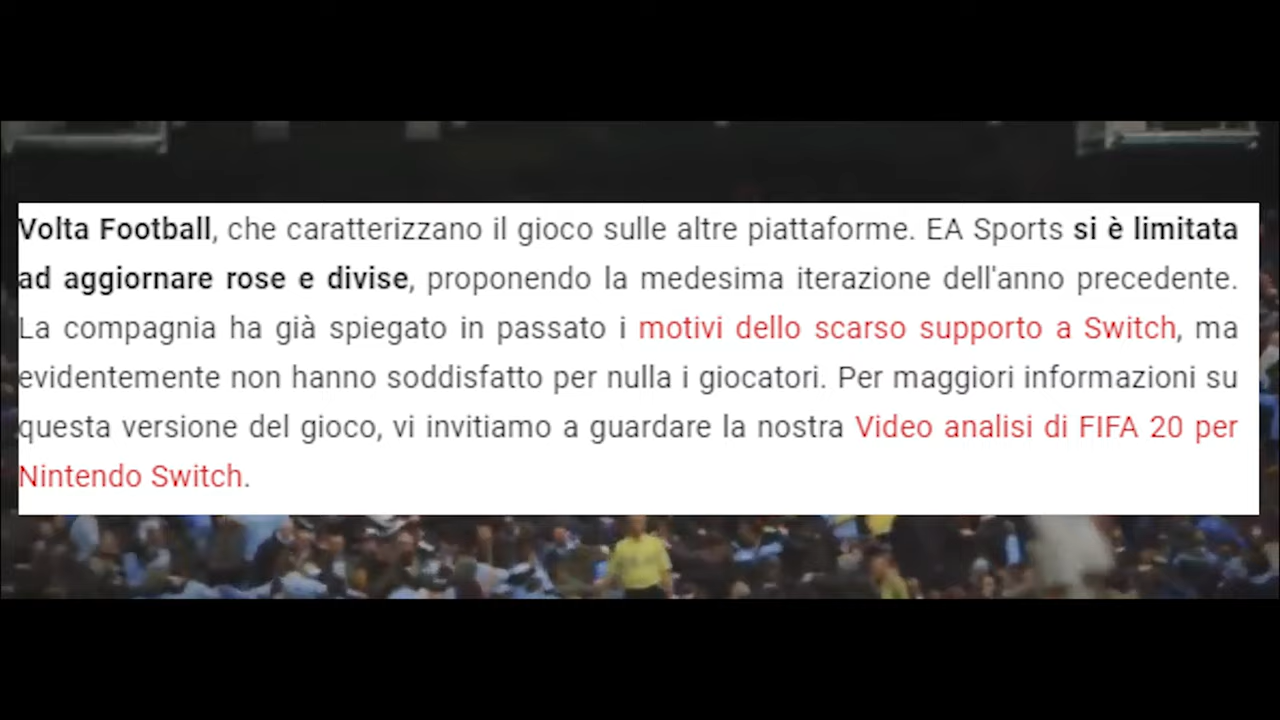 Volta Football, che caratterizzano il gioco sulle altre piattaforme. EA Sports si è limitata
ad aggiornare rose e divise, proponendo la medesima iterazione dell'anno precedente.
La compagnia ha già spiegato in passato i motivi dello scarso supporto a Switch, ma
evidentemente non hanno soddisfatto per nulla i giocatori. Per maggiori informazioni su
questa versione del gioco, vi invitiamo a guardare la nostra Video analisi di FIFA 20 per
Nintendo Switch.